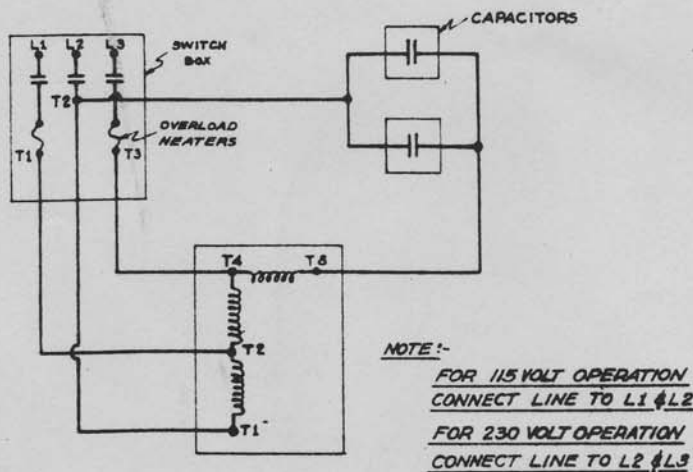 CAPACITORS
L1 L2 L3
SWITCH
BOX
T2
OVERLOAD
HEATERS
T1
T3
T4 T8
T2
T1
NOTE:-
FOR 115 VOLT OPERATION
CONNECT LINE TO L1 & L2
FOR 230 VOLT OPERATION
CONNECT LINE TO L2 & L3